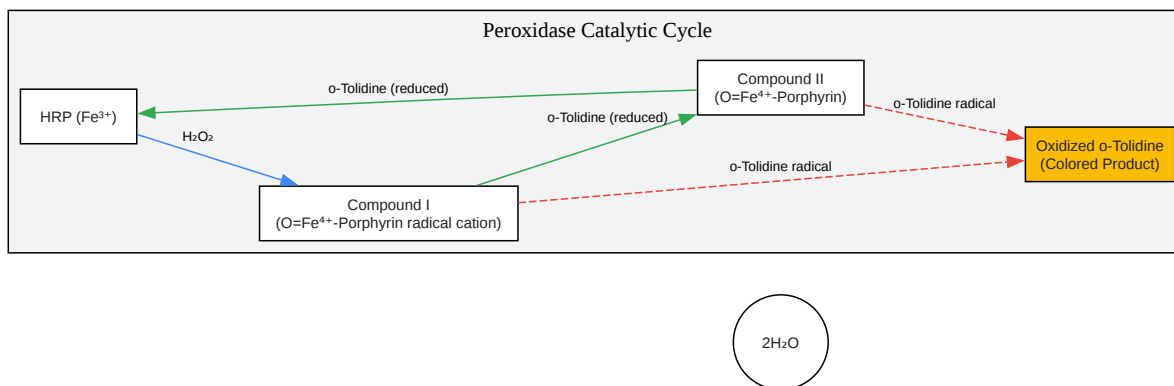 Peroxidase Catalytic Cycle
Compound II
(O=Fe⁴⁺-Porphyrin)
o-Tolidine (reduced)
o-Tolidine radical
HRP (Fe³⁺)
o-Tolidine (reduced)
H₂O₂
Oxidized o-Tolidine
(Colored Product)
o-Tolidine radical
Compound I
(O=Fe⁴⁺-Porphyrin radical cation)
2H₂O